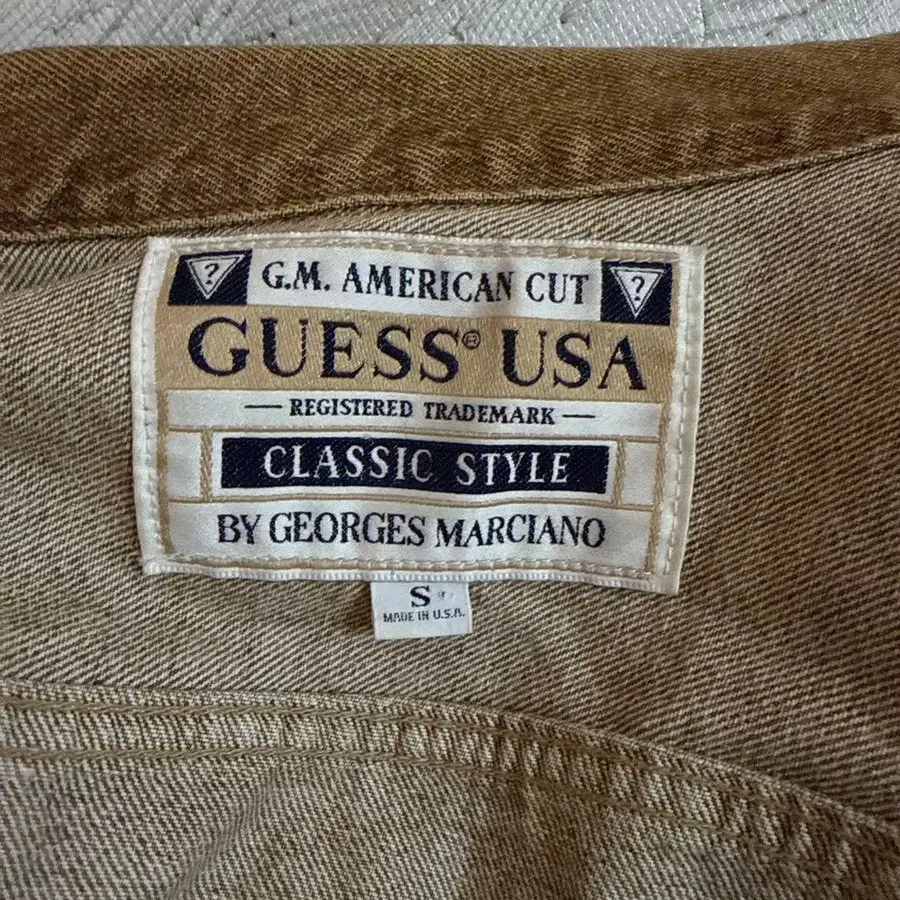 ? G.M. AMERICAN CUT ?
GUESS® USA
— REGISTERED TRADEMARK —
CLASSIC STYLE
BY GEORGES MARCIANO
S
MADE IN U.S.A.